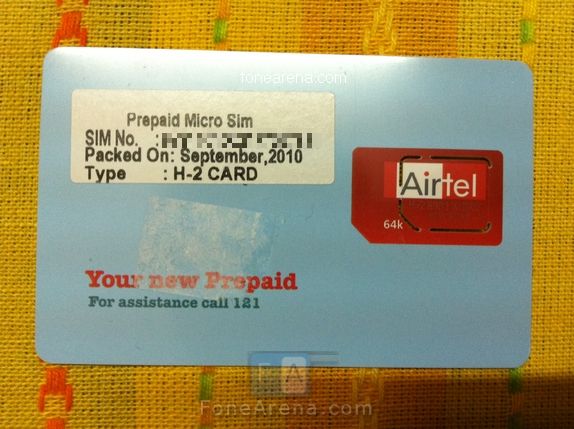 fonearena.com
Prepaid Micro Sim
SIM No. :
Packed On: September,2010
Type : H-2 CARD
Airtel
64k
Your new Prepaid
For assistance call 121
FA
FoneArena.com